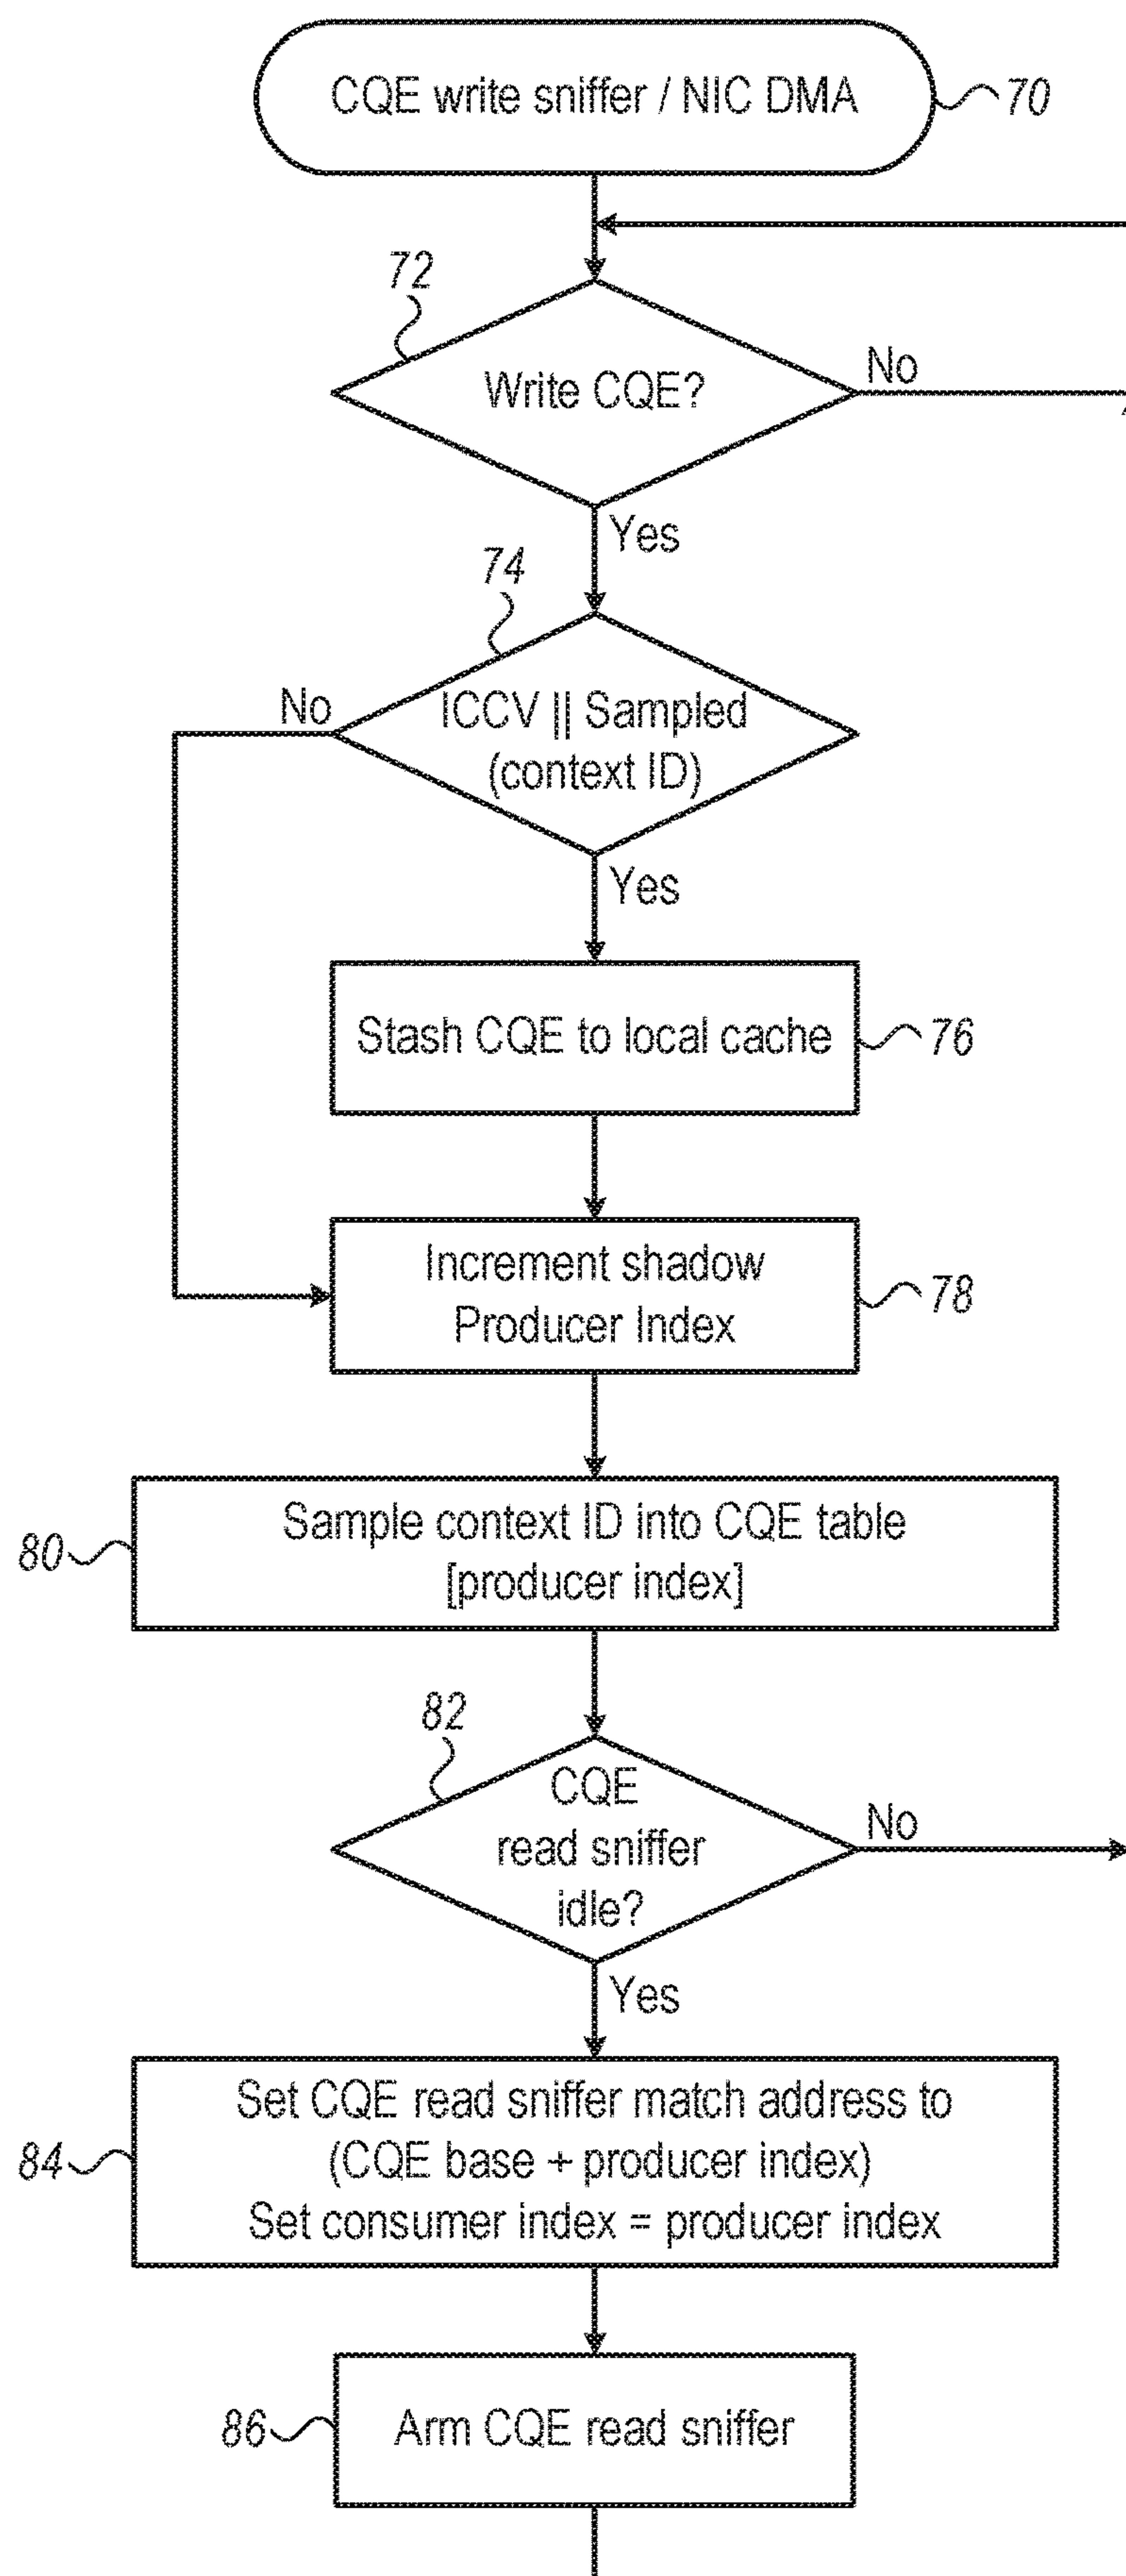 CQE write sniffer / NIC DMA
70
72
Write CQE?
No
Yes
74
No
ICCV || Sampled
(context ID)
Yes
Stash CQE to local cache
76
Increment shadow
Producer Index
78
Sample context ID into CQE table
[producer index]
80
82
CQE
read sniffer
idle?
No
Yes
Set CQE read sniffer match address to
(CQE base + producer index)
Set consumer index = producer index
84
Arm CQE read sniffer
86